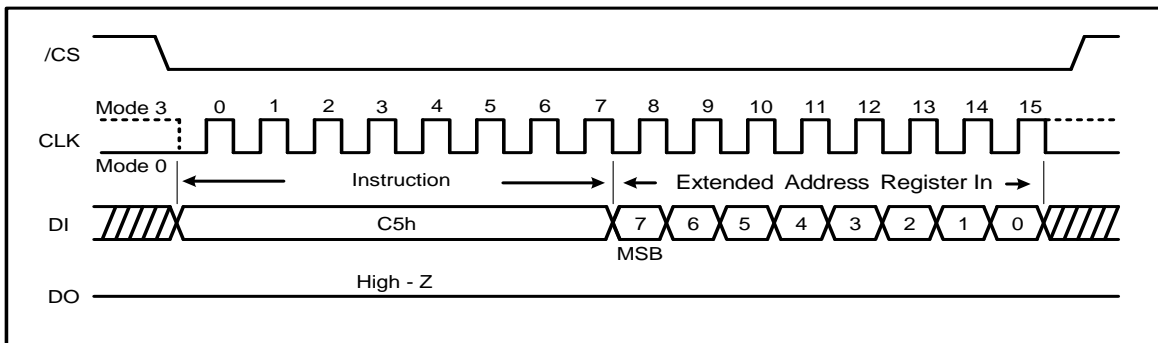 /CS
Mode 3 0 1 2 3 4 5 6 7 8 9 10 11 12 13 14 15
CLK
Mode 0
Instruction Extended Address Register In
DI C5h 7 6 5 4 3 2 1 0
MSB
High - Z
DO